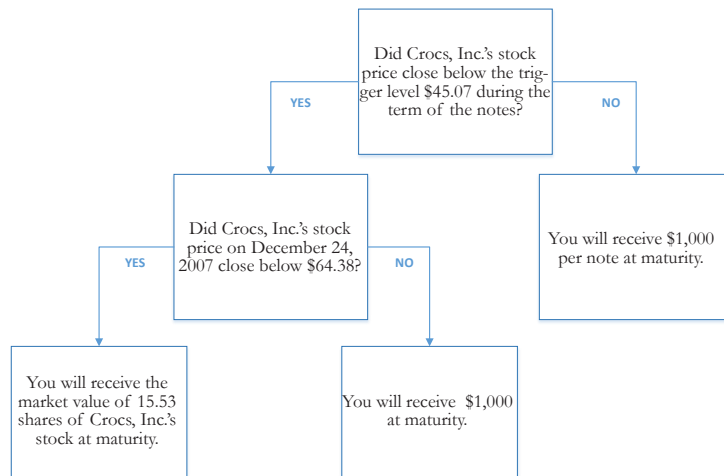 Did Crocs, Inc.'s stock
price close below the trig-
ger level $45.07 during the
term of the notes?
YES
NO
Did Crocs, Inc.'s stock
price on December 24,
2007 close below $64.38?
You will receive $1,000
per note at maturity.
YES
NO
You will receive the
market value of 15.53
shares of Crocs, Inc.'s
stock at maturity.
You will receive $1,000
at maturity.